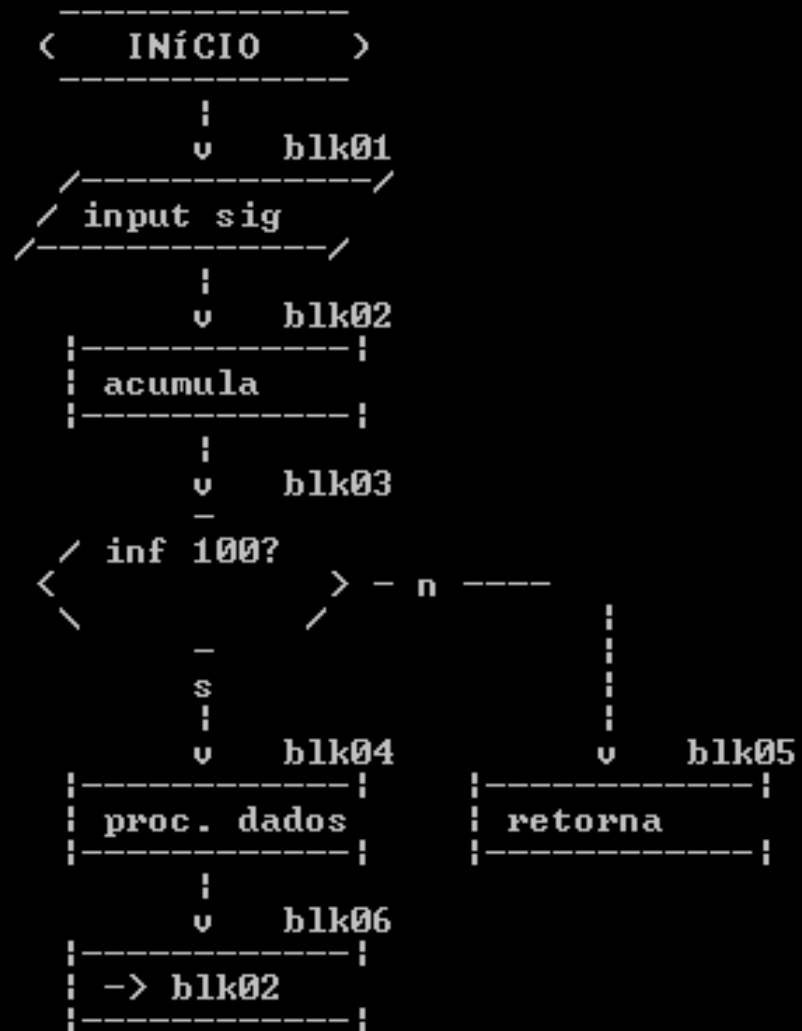 INíCIO
blk01
input sig
blk02
acumula
blk03
inf 100?
n
s
blk04 blk05
proc. dados retorna
blk06
-> blk02